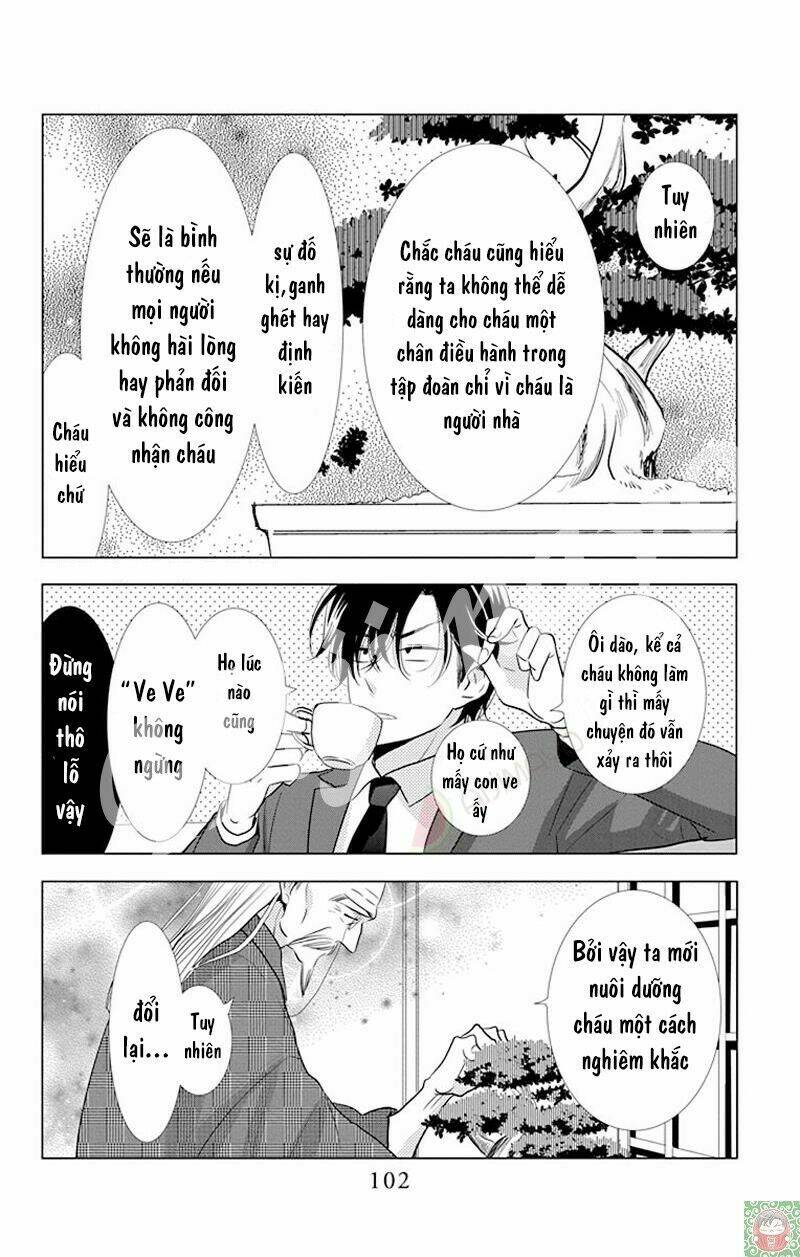 Tuy
nhiên
Chắc cháu cũng hiểu
rằng ta không thể dễ
dàng cho cháu một
chân điều hành trong
tập đoàn chỉ vì cháu là
người nhà
sự đố
kị,ganh
ghét hay
định
kiến
Sẽ là bình
thường nếu
mọi người
không hài lòng
hay phản đối
và không công
nhận cháu
Cháu
hiểu
chứ
Ôi dào, kể cả
cháu không làm
gì thì mấy
chuyện đó vẫn
xảy ra thôi
Họ cứ như
mấy con ve
ấy
Họ lúc
nào
cũng
“Ve Ve”
không
ngừng
Đừng
nói
thô
lỗ
vậy
Bởi vậy ta mới
nuôi dưỡng
cháu một cách
nghiêm khắc
Tuy
nhiên
đổi
lại...
102